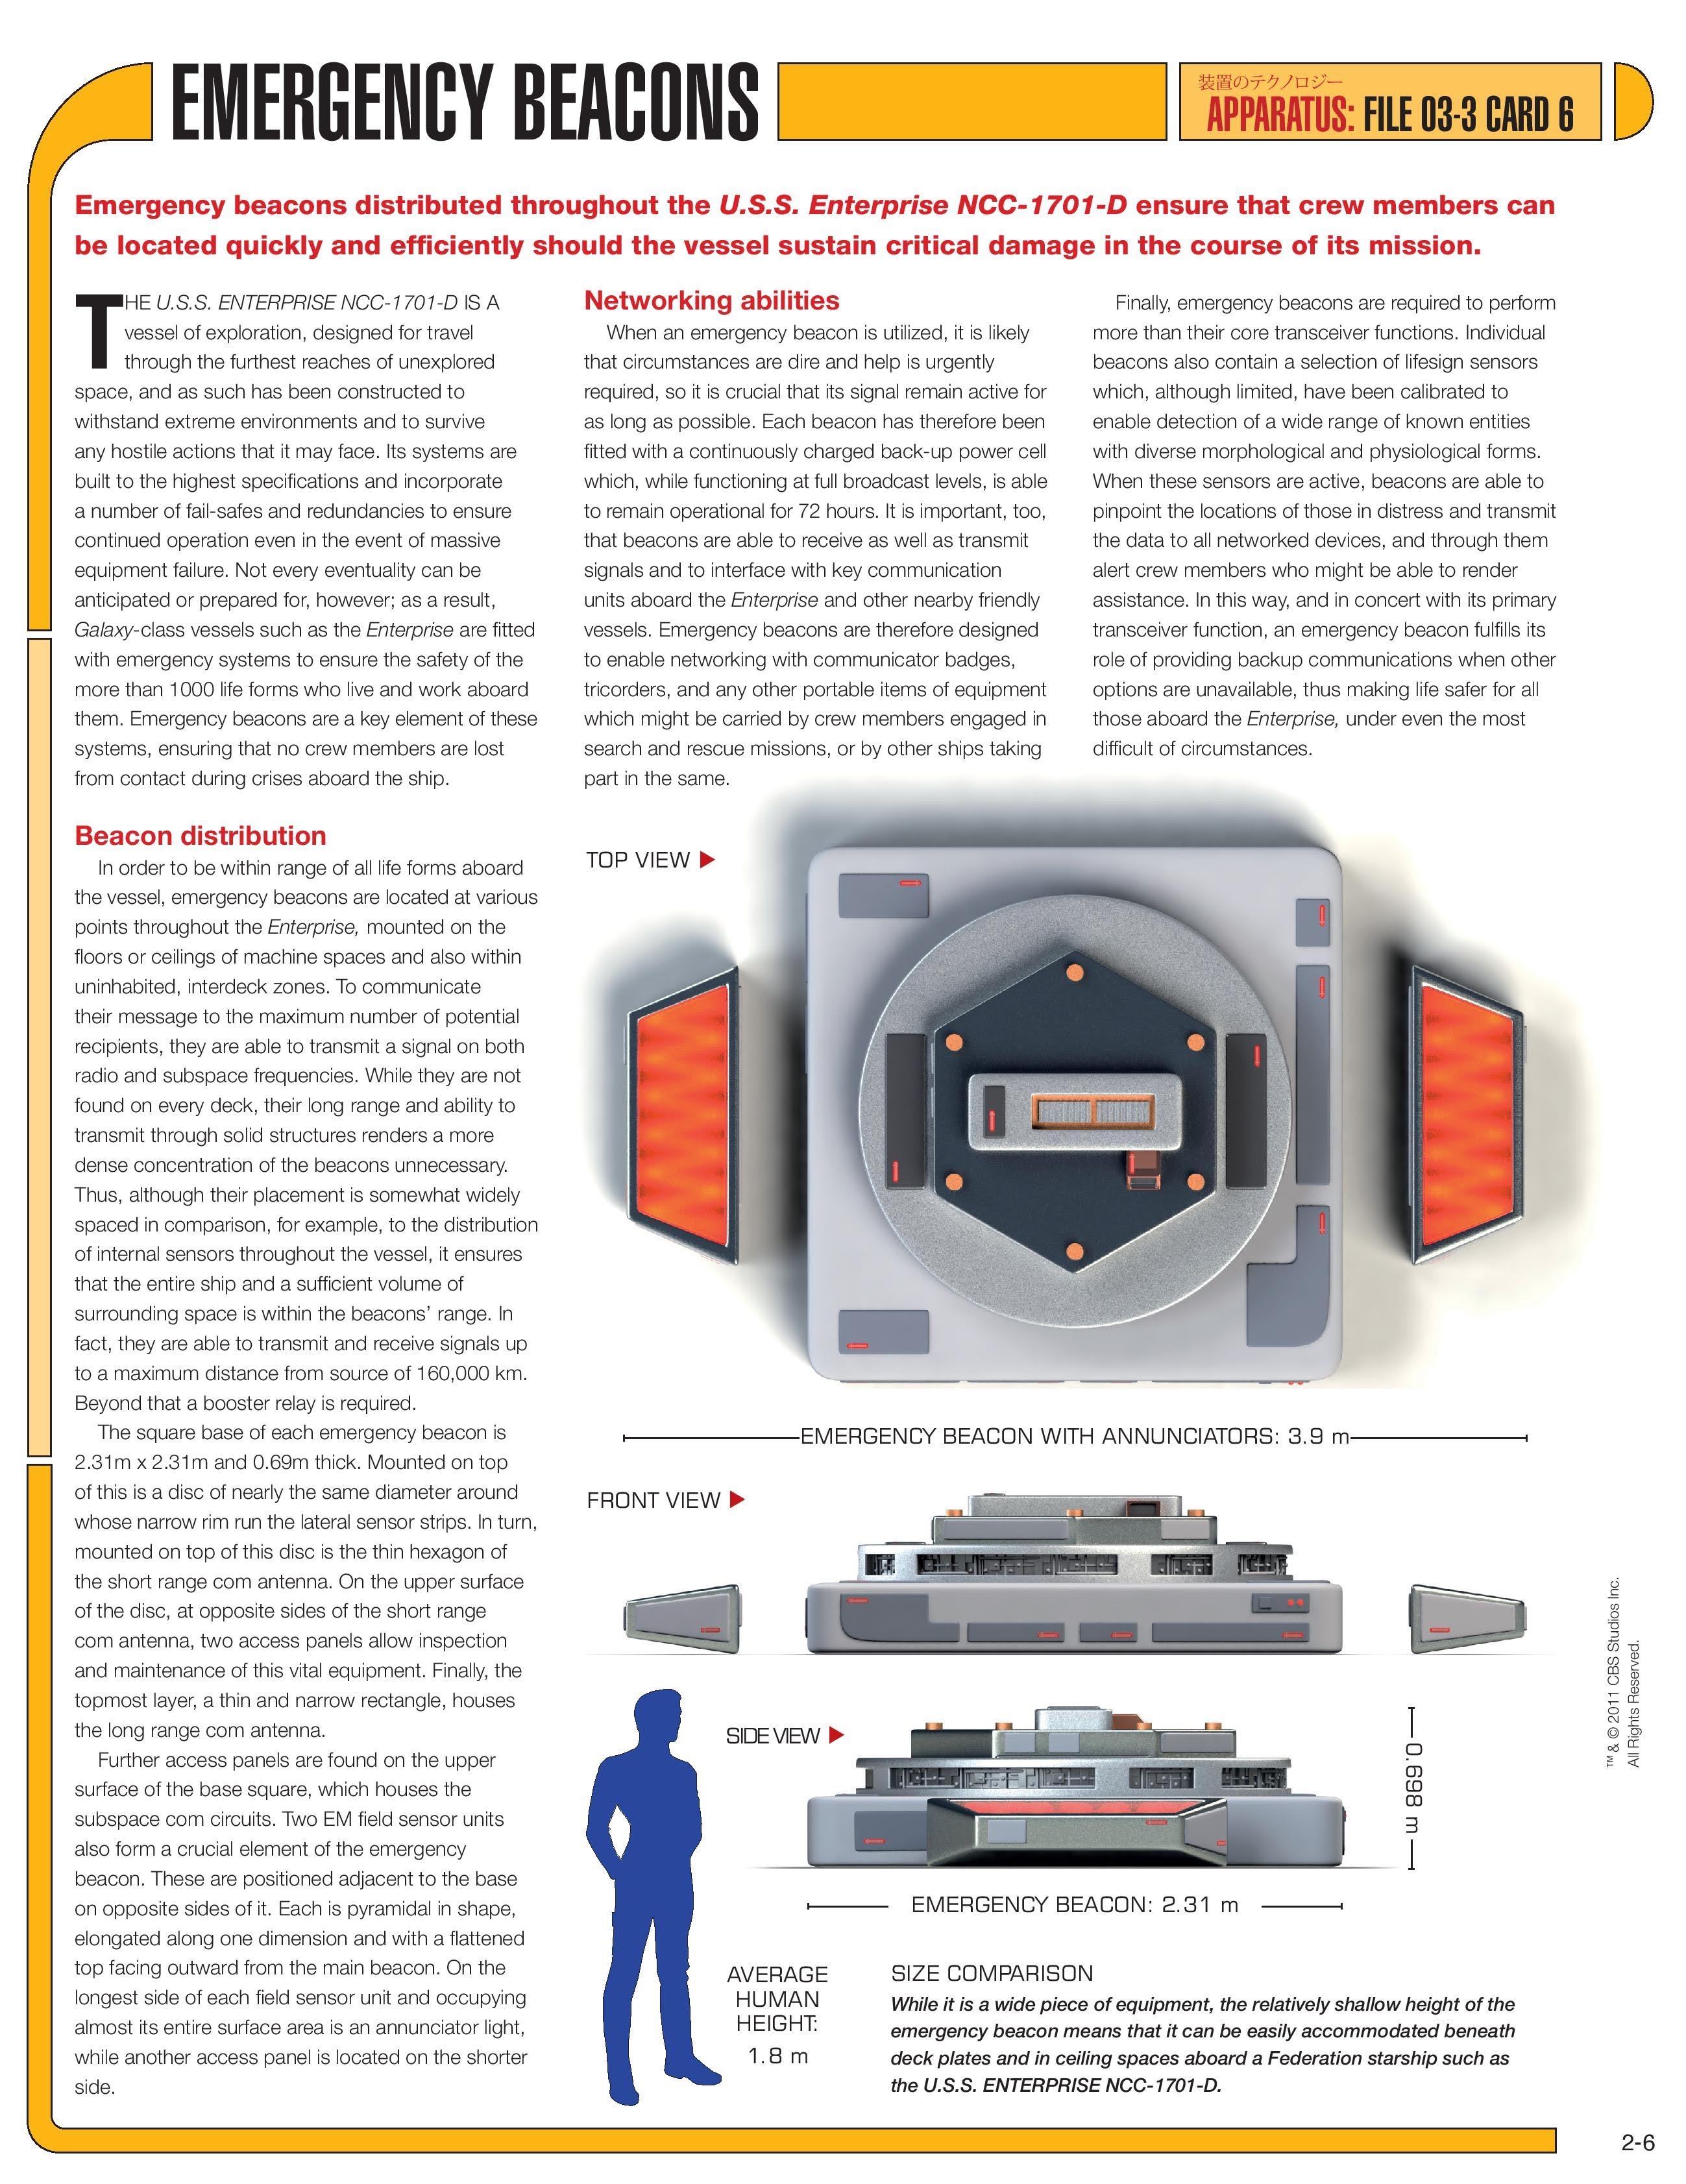 EMERGENCY BEACONS
装置のテクノロジー
APPARATUS: FILE 03-3 CARD 6
Emergency beacons distributed throughout the U.S.S. Enterprise NCC-1701-D ensure that crew members can
be located quickly and efficiently should the vessel sustain critical damage in the course of its mission.
THE U.S.S. ENTERPRISE NCC-1701-D IS A
vessel of exploration, designed for travel
through the furthest reaches of unexplored
space, and as such has been constructed to
withstand extreme environments and to survive
any hostile actions that it may face. Its systems are
built to the highest specifications and incorporate
a number of fail-safes and redundancies to ensure
continued operation even in the event of massive
equipment failure. Not every eventuality can be
anticipated or prepared for, however; as a result,
Galaxy-class vessels such as the Enterprise are fitted
with emergency systems to ensure the safety of the
more than 1000 life forms who live and work aboard
them. Emergency beacons are a key element of these
systems, ensuring that no crew members are lost
from contact during crises aboard the ship.
Beacon distribution
In order to be within range of all life forms aboard
the vessel, emergency beacons are located at various
points throughout the Enterprise, mounted on the
floors or ceilings of machine spaces and also within
uninhabited, interdeck zones. To communicate
their message to the maximum number of potential
recipients, they are able to transmit a signal on both
radio and subspace frequencies. While they are not
found on every deck, their long range and ability to
transmit through solid structures renders a more
dense concentration of the beacons unnecessary.
Thus, although their placement is somewhat widely
spaced in comparison, for example, to the distribution
of internal sensors throughout the vessel, it ensures
that the entire ship and a sufficient volume of
surrounding space is within the beacons' range. In
fact, they are able to transmit and receive signals up
to a maximum distance from source of 160,000 km.
Beyond that a booster relay is required.
The square base of each emergency beacon is
2.31m x 2.31m and 0.69m thick. Mounted on top
of this is a disc of nearly the same diameter around
whose narrow rim run the lateral sensor strips. In turn,
mounted on top of this disc is the thin hexagon of
the short range com antenna. On the upper surface
of the disc, at opposite sides of the short range
com antenna, two access panels allow inspection
and maintenance of this vital equipment. Finally, the
topmost layer, a thin and narrow rectangle, houses
the long range com antenna.
Further access panels are found on the upper
surface of the base square, which houses the
subspace com circuits. Two EM field sensor units
also form a crucial element of the emergency
beacon. These are positioned adjacent to the base
on opposite sides of it. Each is pyramidal in shape,
elongated along one dimension and with a flattened
top facing outward from the main beacon. On the
longest side of each field sensor unit and occupying
almost its entire surface area is an annunciator light,
while another access panel is located on the shorter
side.
Networking abilities
When an emergency beacon is utilized, it is likely
that circumstances are dire and help is urgently
required, so it is crucial that its signal remain active for
as long as possible. Each beacon has therefore been
fitted with a continuously charged back-up power cell
which, while functioning at full broadcast levels, is able
to remain operational for 72 hours. It is important, too,
that beacons are able to receive as well as transmit
signals and to interface with key communication
units aboard the Enterprise and other nearby friendly
vessels. Emergency beacons are therefore designed
to enable networking with communicator badges,
tricorders, and any other portable items of equipment
which might be carried by crew members engaged in
search and rescue missions, or by other ships taking
part in the same.
Finally, emergency beacons are required to perform
more than their core transceiver functions. Individual
beacons also contain a selection of lifesign sensors
which, although limited, have been calibrated to
enable detection of a wide range of known entities
with diverse morphological and physiological forms.
When these sensors are active, beacons are able to
pinpoint the locations of those in distress and transmit
the data to all networked devices, and through them
alert crew members who might be able to render
assistance. In this way, and in concert with its primary
transceiver function, an emergency beacon fulfills its
role of providing backup communications when other
options are unavailable, thus making life safer for all
those aboard the Enterprise, under even the most
difficult of circumstances.
TOP VIEW
EMERGENCY BEACON WITH ANNUNCIATORS: 3.9 m
FRONT VIEW
SIDE VIEW
0.698 m
EMERGENCY BEACON: 2.31 m
AVERAGE
HUMAN
HEIGHT:
1.8 m
SIZE COMPARISON
While it is a wide piece of equipment, the relatively shallow height of the
emergency beacon means that it can be easily accommodated beneath
deck plates and in ceiling spaces aboard a Federation starship such as
the U.S.S. ENTERPRISE NCC-1701-D.
™ & © 2011 CBS Studios Inc.
All Rights Reserved.
2-6